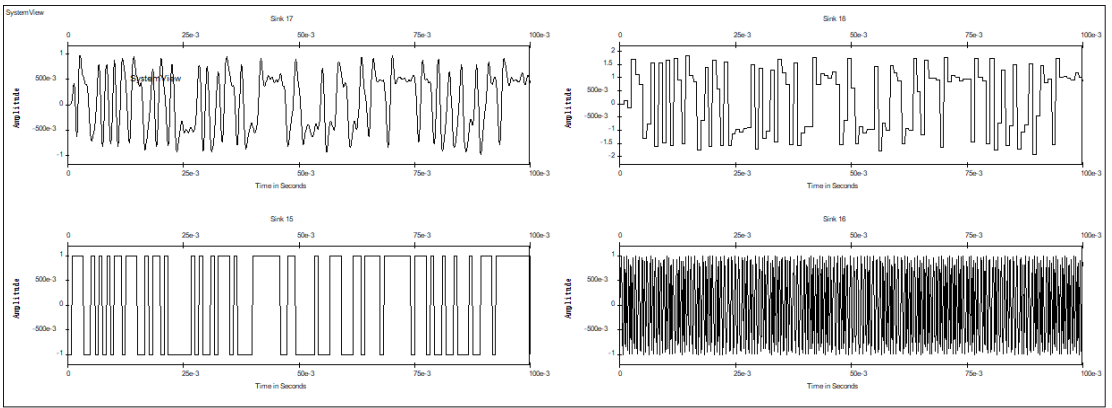 SystemView
Sink 17
0 25e-3 50e-3 75e-3 100e-3
1
500e-3
0
-500e-3
-1
Amplitude
SystemView
0 25e-3 50e-3 75e-3 100e-3
Time in Seconds
Sink 18
0 25e-3 50e-3 75e-3 100e-3
2
1.5
1
500e-3
0
-500e-3
-1
-1.5
-2
Amplitude
0 25e-3 50e-3 75e-3 100e-3
Time in Seconds
Sink 15
0 25e-3 50e-3 75e-3 100e-3
1
500e-3
0
-500e-3
-1
Amplitude
0 25e-3 50e-3 75e-3 100e-3
Time in Seconds
Sink 16
0 25e-3 50e-3 75e-3 100e-3
1
500e-3
0
-500e-3
-1
Amplitude
0 25e-3 50e-3 75e-3 100e-3
Time in Seconds